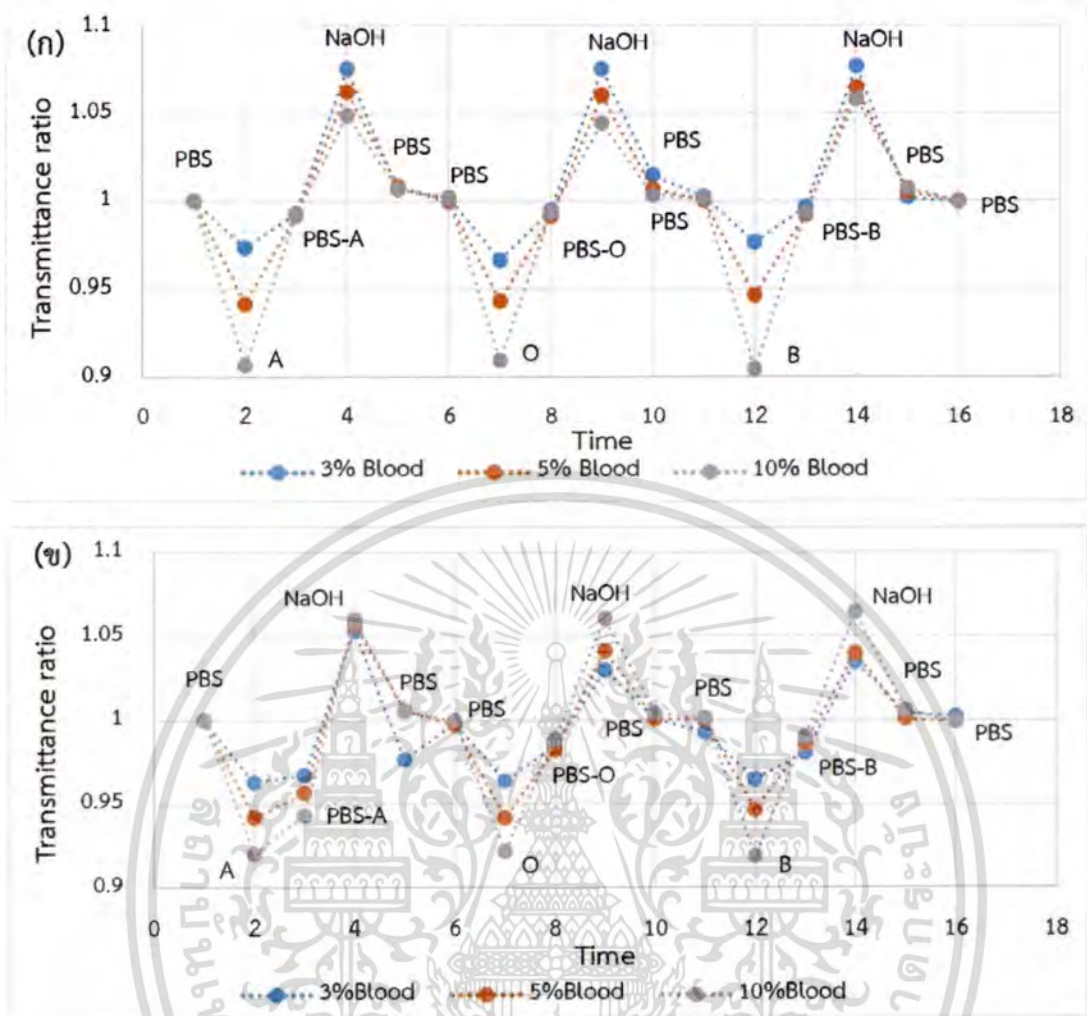 (ก)
Transmittance ratio
1.1
1.05
1
0.95
0.9
NaOH
NaOH
NaOH
PBS
PBS
PBS
PBS
PBS
PBS
PBS
PBS-A
PBS-O
PBS-B
A
O
B
0 2 4 6 8 10 12 14 16 18
Time
3% Blood 5% Blood 10% Blood
(ข)
Transmittance ratio
1.1
1.05
1
0.95
0.9
NaOH
NaOH
NaOH
PBS
PBS
PBS
PBS
PBS
PBS
PBS
PBS-A
PBS-O
PBS-B
A
O
B
0 2 4 6 8 10 12 14 16 18
Time
3%Blood 5%Blood 10%Blood